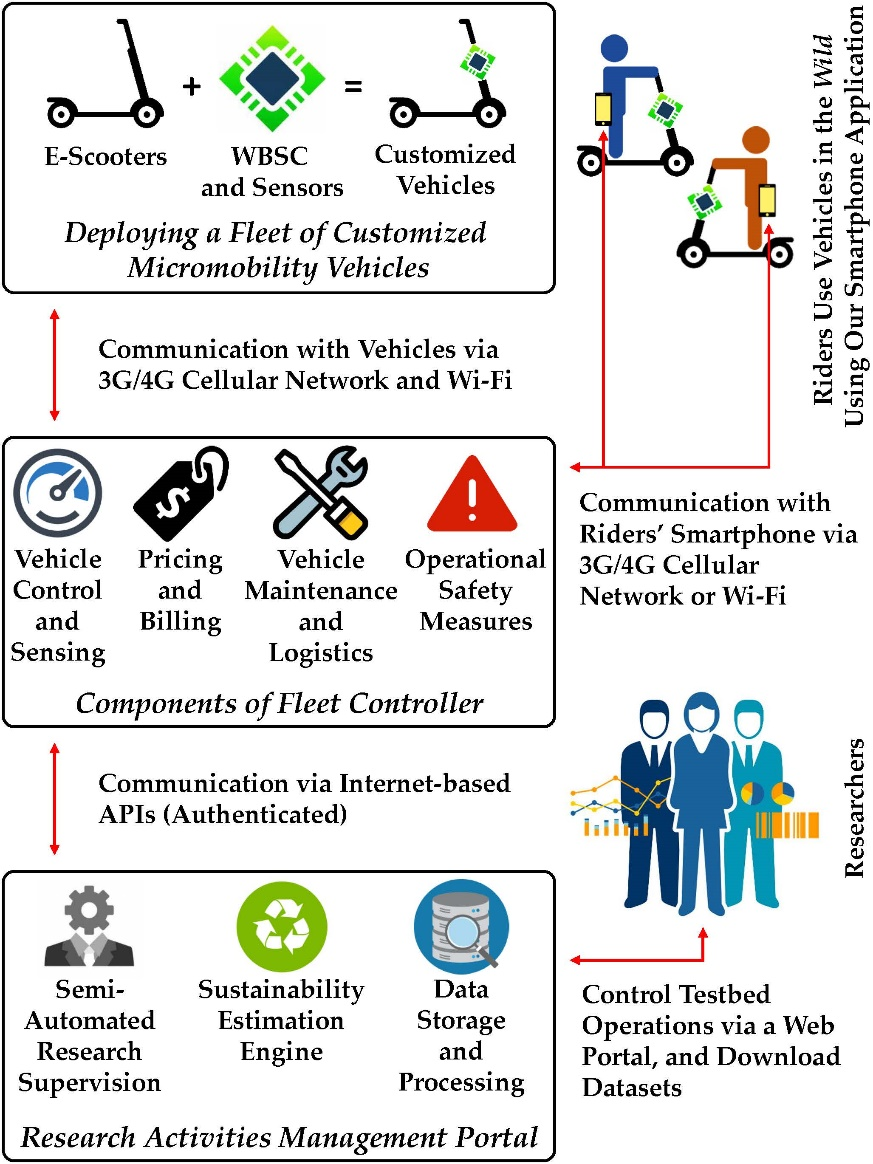 +
=
E-Scooters
WBSC
and Sensors
Customized
Vehicles
Deploying a Fleet of Customized
Micromobility Vehicles
Riders Use Vehicles in the Wild
Using Our Smartphone Application
Communication with Vehicles via
3G/4G Cellular Network and Wi-Fi
$
!
Vehicle
Control
and
Sensing
Pricing
and
Billing
Vehicle
Maintenance
and
Logistics
Operational
Safety
Measures
Components of Fleet Controller
Communication with
Riders' Smartphone via
3G/4G Cellular
Network or Wi-Fi
Communication via Internet-based
APIs (Authenticated)
Researchers
Semi-
Automated
Research
Supervision
Sustainability
Estimation
Engine
Data
Storage
and
Processing
Research Activities Management Portal
Control Testbed
Operations via a Web
Portal, and Download
Datasets